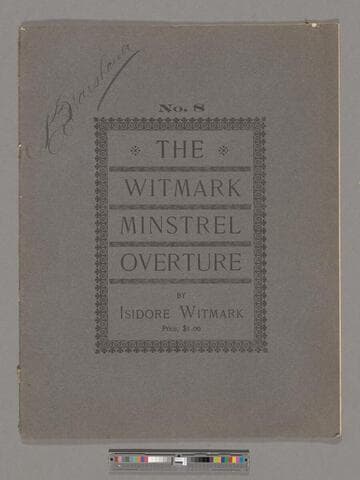 No. 8
THE
WITMARK
MINSTREL
OVERTURE
BY
ISIDORE WITMARK
PRICE, $1.00